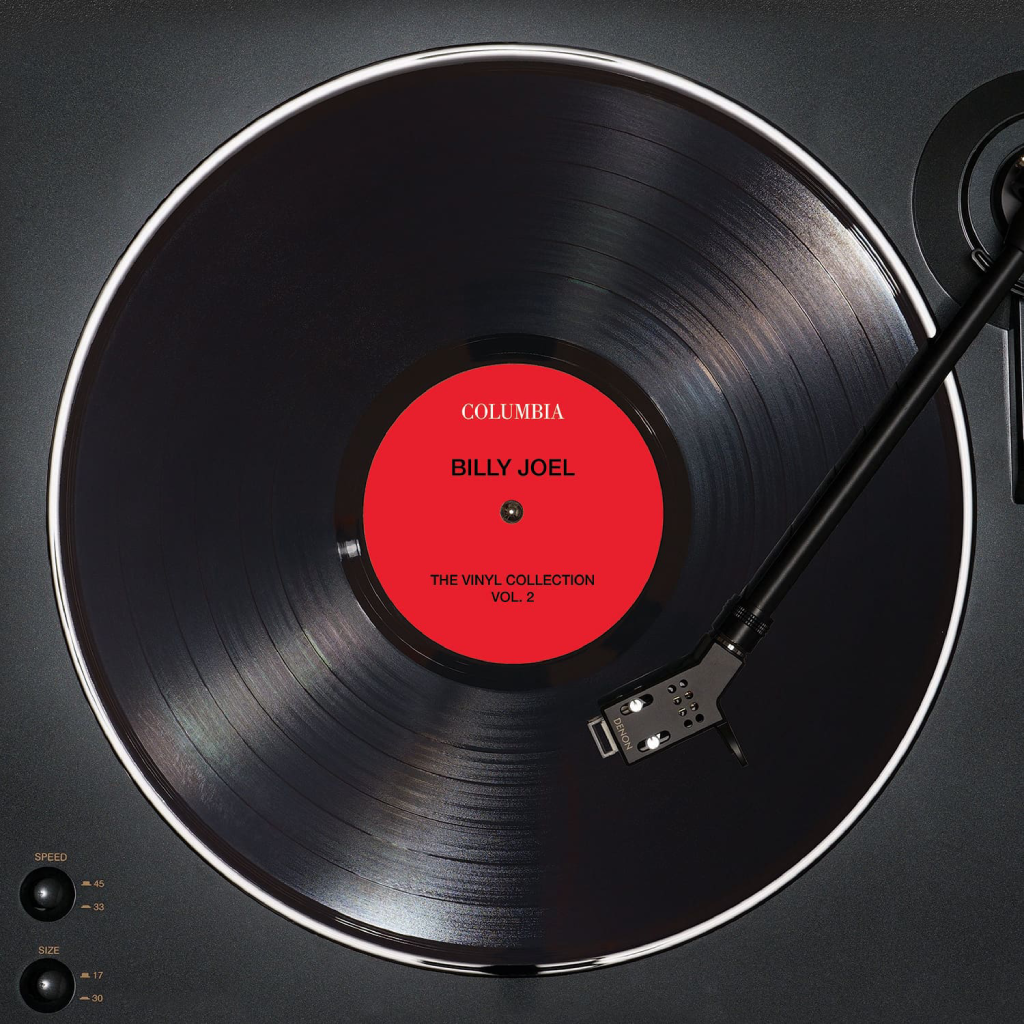 COLUMBIA
BILLY JOEL
THE VINYL COLLECTION
VOL. 2
DENON
SPEED
45
33
SIZE
17
30